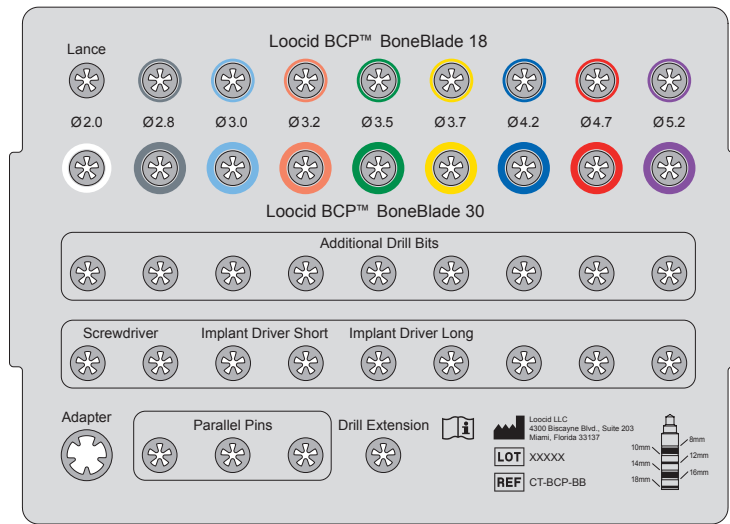 Loocid BCP™ BoneBlade 18
Lance
Ø2.0 Ø2.8 Ø3.0 Ø3.2 Ø3.5 Ø3.7 Ø4.2 Ø4.7 Ø5.2
Loocid BCP™ BoneBlade 30
Additional Drill Bits
Screwdriver Implant Driver Short Implant Driver Long
Adapter
Parallel Pins
Drill Extension
i
Loocid LLC
4300 Biscayne Blvd., Suite 203
Miami, Florida 33137
LOT XXXXX
REF CT-BCP-BB
8mm
10mm
12mm
14mm
16mm
18mm